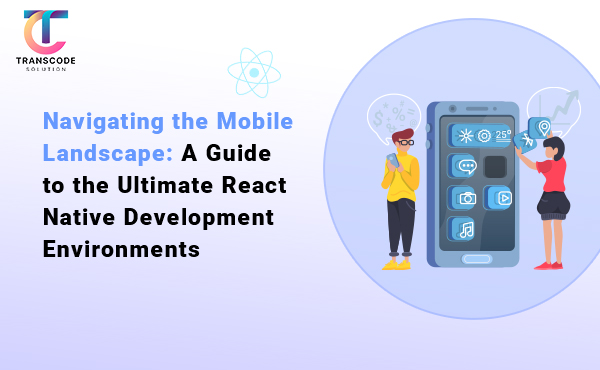 TRANSCODE
SOLUTION
Navigating the Mobile
Landscape: A Guide
to the Ultimate React
Native Development
Environments
$ % + =
25°